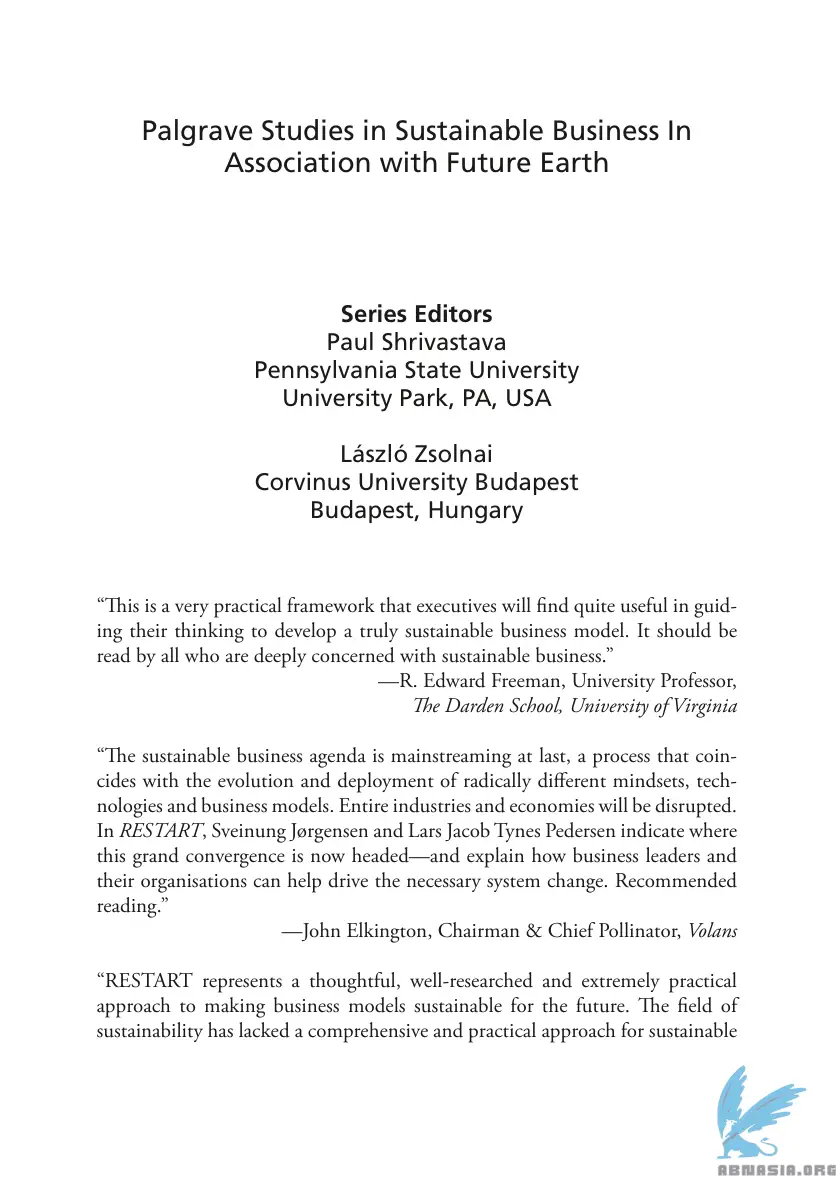 Palgrave Studies in Sustainable Business In
Association with Future Earth
Series Editors
Paul Shrivastava
Pennsylvania State University
University Park, PA, USA
László Zsolnai
Corvinus University Budapest
Budapest, Hungary
“This is a very practical framework that executives will find quite useful in guid-
ing their thinking to develop a truly sustainable business model. It should be
read by all who are deeply concerned with sustainable business.”
—R. Edward Freeman, University Professor,
The Darden School, University of Virginia
“The sustainable business agenda is mainstreaming at last, a process that coin-
cides with the evolution and deployment of radically different mindsets, tech-
nologies and business models. Entire industries and economies will be disrupted.
In RESTART, Sveinung Jørgensen and Lars Jacob Tynes Pedersen indicate where
this grand convergence is now headed—and explain how business leaders and
their organisations can help drive the necessary system change. Recommended
reading.”
—John Elkington, Chairman & Chief Pollinator, Volans
“RESTART represents a thoughtful, well-researched and extremely practical
approach to making business models sustainable for the future. The field of
sustainability has lacked a comprehensive and practical approach for sustainable
ABNASIA.ORG